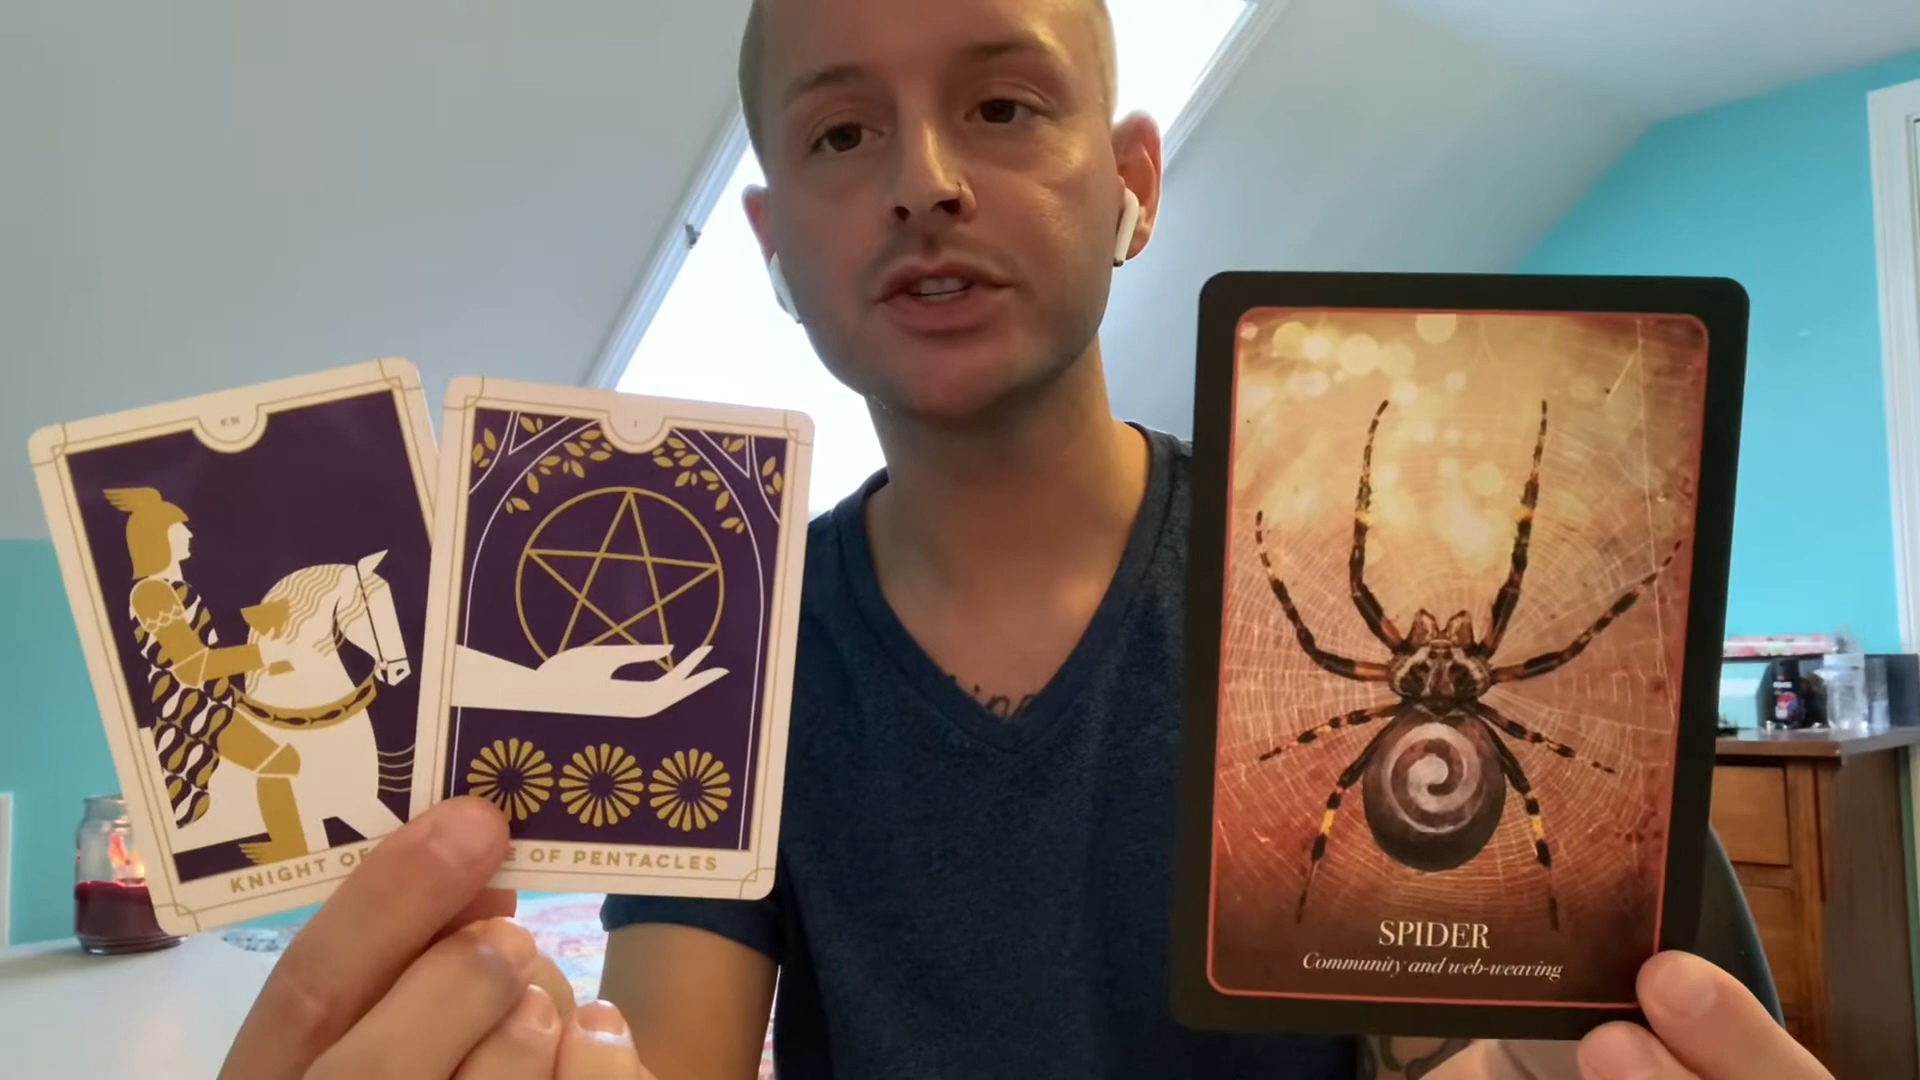 KN
KNIGHT OF
I
E OF PENTACLES
SPIDER
Community and web-weaving